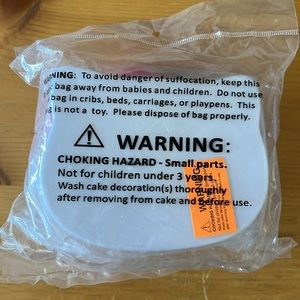 WARNING: To avoid danger of suffocation, keep this
bag away from babies and children. Do not use
bag in cribs, beds, carriages, or playpens. This
is not a toy. Please dispose of bag properly.
WARNING:
CHOKING HAZARD - Small parts.
Not for children under 3 years.
Wash cake decoration(s) thoroughly
after removing from cake and before use.
WARNING:
CHOKING